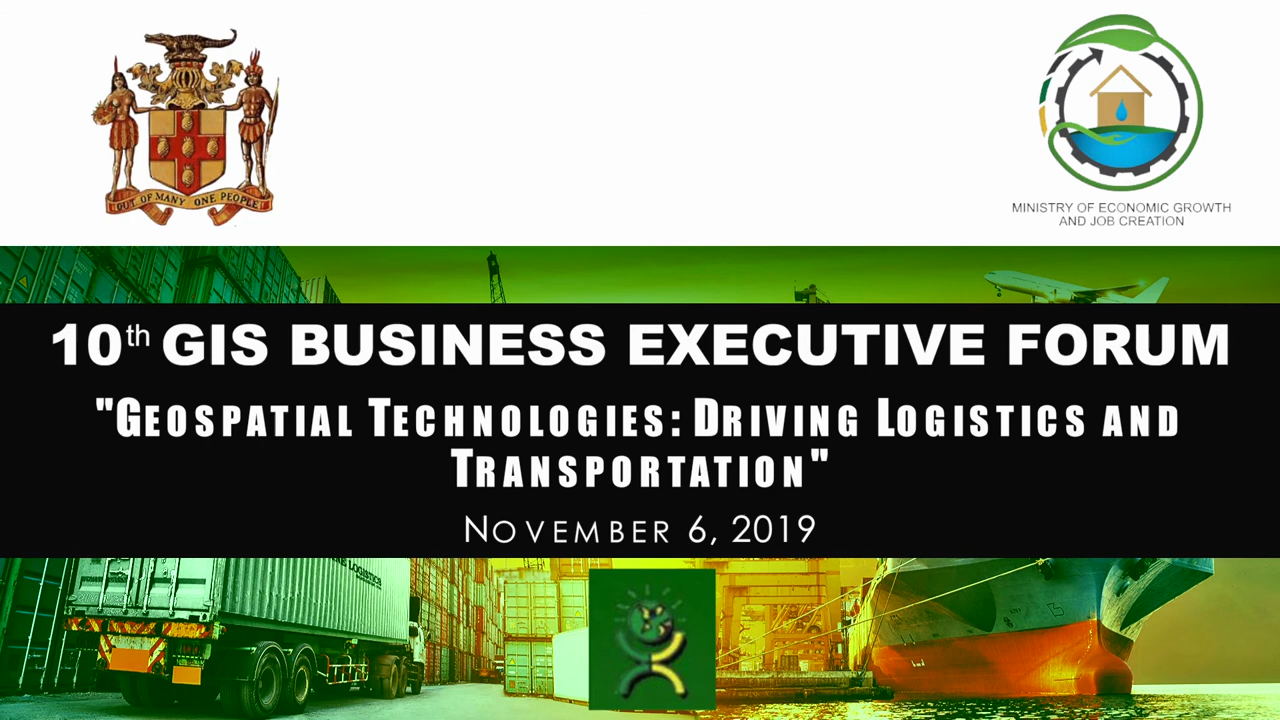 OUT OF MANY ONE PEOPLE
MINISTRY OF ECONOMIC GROWTH
AND JOB CREATION
10th GIS BUSINESS EXECUTIVE FORUM
"GEOSPATIAL TECHNOLOGIES: DRIVING LOGISTICS AND
TRANSPORTATION"
NOVEMBER 6, 2019
LOGISTICS